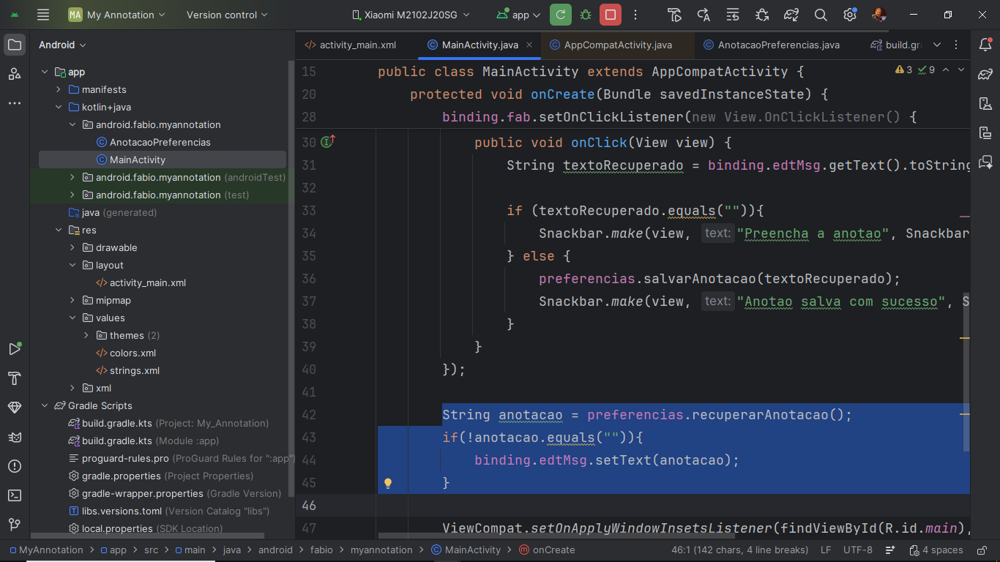 MA My Annotation Version control Xiaomi M2102J20SG app
Android
app
manifests
kotlin+java
android.fabio.myannotation
AnotacaoPreferencias
MainActivity
android.fabio.myannotation (androidTest)
android.fabio.myannotation (test)
java (generated)
res
drawable
layout
activity_main.xml
mipmap
values
themes (2)
colors.xml
strings.xml
xml
Gradle Scripts
build.gradle.kts (Project: My_Annotation)
build.gradle.kts (Module :app)
proguard-rules.pro (ProGuard Rules for ":app")
gradle.properties (Project Properties)
gradle-wrapper.properties (Gradle Version)
libs.versions.toml (Version Catalog "libs")
local.properties (SDK Location)
activity_main.xml MainActivity.java AppCompatActivity.java AnotacaoPreferencias.java build.gr
3 9
15 public class MainActivity extends AppCompatActivity {
20 protected void onCreate(Bundle savedInstanceState) {
28 binding.fab.setOnClickListener(new View.OnClickListener() {
30 public void onClick(View view) {
31 String textoRecuperado = binding.edtMsg.getText().toString
32
33 if (textoRecuperado.equals("")){
34 Snackbar.make(view, text: "Preencha a anotao", Snackbar
35 } else {
36 preferencias.salvarAnotacao(textoRecuperado);
37 Snackbar.make(view, text: "Anotao salva com sucesso", S
38 }
39 }
40 });
41
42 String anotacao = preferencias.recuperarAnotacao();
43 if(!anotacao.equals("")){
44 binding.edtMsg.setText(anotacao);
45 }
46
47 ViewCompat.setOnApplyWindowInsetsListener(findViewById(R.id.main),
MyAnnotation > app > src > main > java > android > fabio > myannotation > MainActivity > onCreate 46:1 (142 chars, 4 line breaks) LF UTF-8 4 spaces